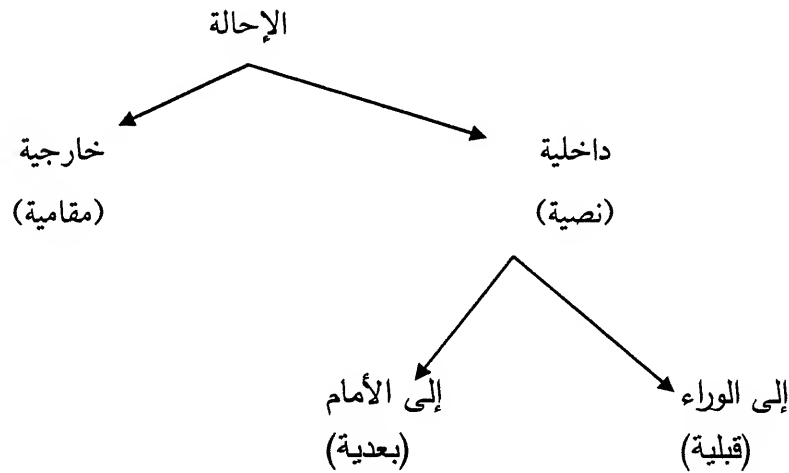 الإحالة
داخلية
(نصية)
خارجية
(مقامية)
إلى الوراء
(قبلية)
إلى الأمام
(بعدية)